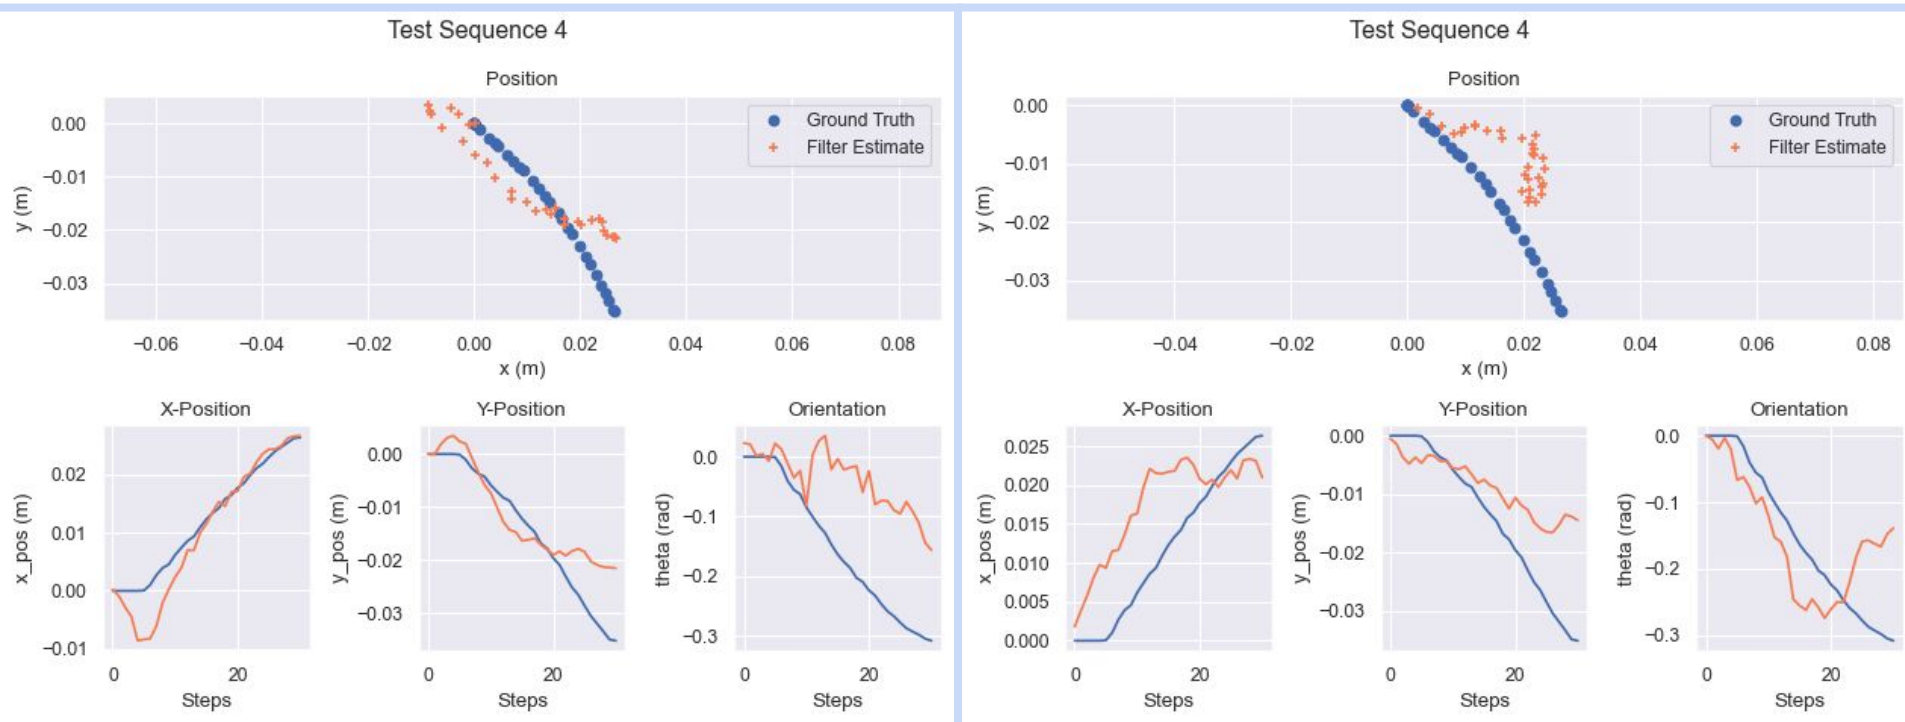 Test Sequence 4
Position
y (m)
0.00
−0.01
−0.02
−0.03
Ground Truth
Filter Estimate
−0.06 −0.04 −0.02 0.00 0.02 0.04 0.06 0.08
x (m)
X-Position
x_pos (m)
0.02
0.01
0.00
−0.01
0 20
Steps
Y-Position
y_pos (m)
0.00
−0.01
−0.02
−0.03
0 20
Steps
Orientation
theta (rad)
0.0
−0.1
−0.2
−0.3
0 20
Steps
Test Sequence 4
Position
y (m)
0.00
−0.01
−0.02
−0.03
Ground Truth
Filter Estimate
−0.04 −0.02 0.00 0.02 0.04 0.06 0.08
x (m)
X-Position
x_pos (m)
0.025
0.020
0.015
0.010
0.005
0.000
0 20
Steps
Y-Position
y_pos (m)
0.00
−0.01
−0.02
−0.03
0 20
Steps
Orientation
theta (rad)
0.0
−0.1
−0.2
−0.3
0 20
Steps